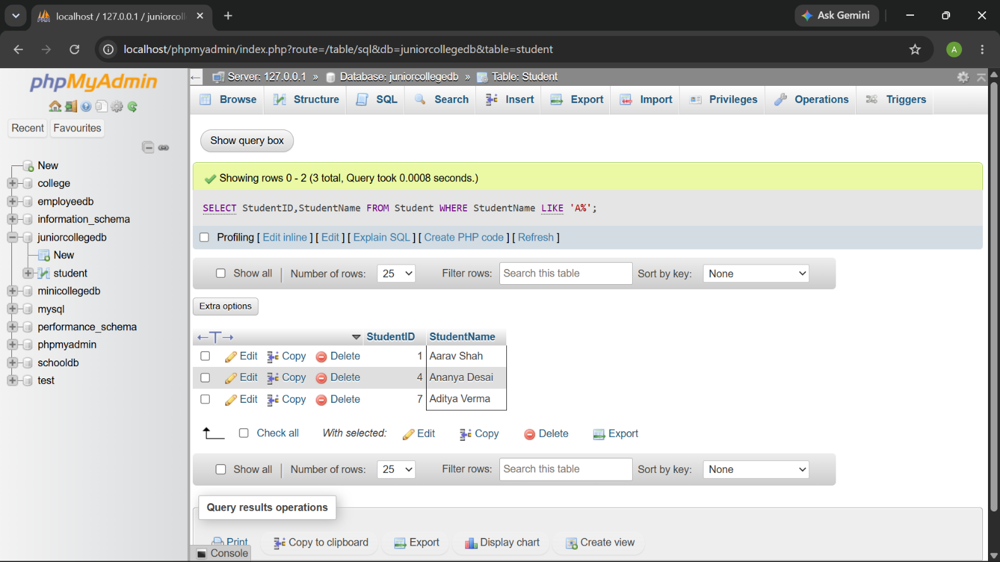 localhost / 127.0.0.1 / juniorcoll
Ask Gemini
localhost/phpmyadmin/index.php?route=/table/sql&db=juniorcollegedb&table=student
A
phpMyAdmin
Server: 127.0.0.1 » Database: juniorcollegedb » Table: Student
Browse Structure SQL Search Insert Export Import Privileges Operations Triggers
Recent Favourites
New
college
employeedb
information_schema
juniorcollegedb
New
student
minicollegedb
mysql
performance_schema
phpmyadmin
schooldb
test
Show query box
Showing rows 0 - 2 (3 total, Query took 0.0008 seconds.)
SELECT StudentID,StudentName FROM Student WHERE StudentName LIKE 'A%';
Profiling [ Edit inline ] [ Edit ] [ Explain SQL ] [ Create PHP code ] [ Refresh ]
Show all Number of rows: 25 Filter rows: Search this table Sort by key: None
Extra options
StudentID StudentName
Edit Copy Delete 1 Aarav Shah
Edit Copy Delete 4 Ananya Desai
Edit Copy Delete 7 Aditya Verma
Check all With selected: Edit Copy Delete Export
Show all Number of rows: 25 Filter rows: Search this table Sort by key: None
Query results operations
Print Copy to clipboard Export Display chart Create view
Console